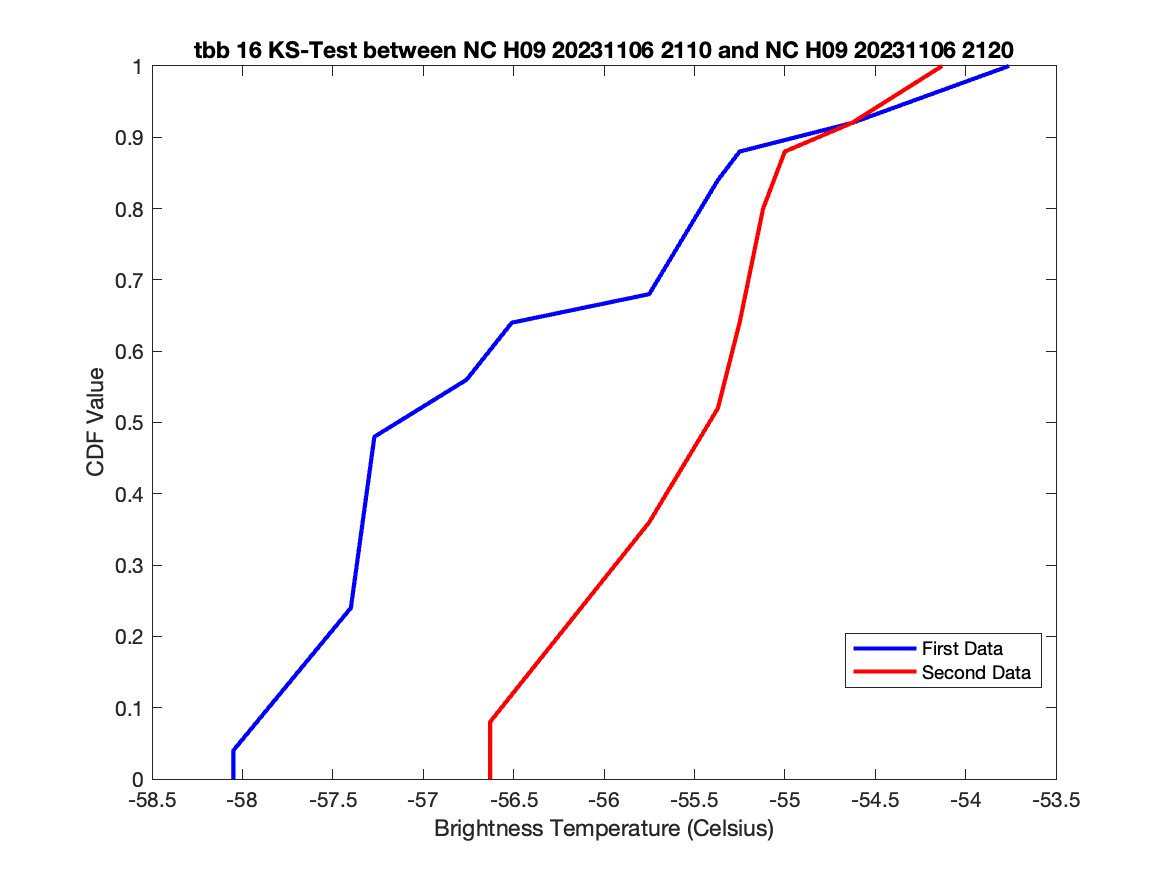 tbb 16 KS-Test between NC H09 20231106 2110 and NC H09 20231106 2120
1
0.9
0.8
0.7
0.6
0.5
0.4
0.3
0.2
0.1
0
CDF Value
First Data
Second Data
-58.5 -58 -57.5 -57 -56.5 -56 -55.5 -55 -54.5 -54 -53.5
Brightness Temperature (Celsius)